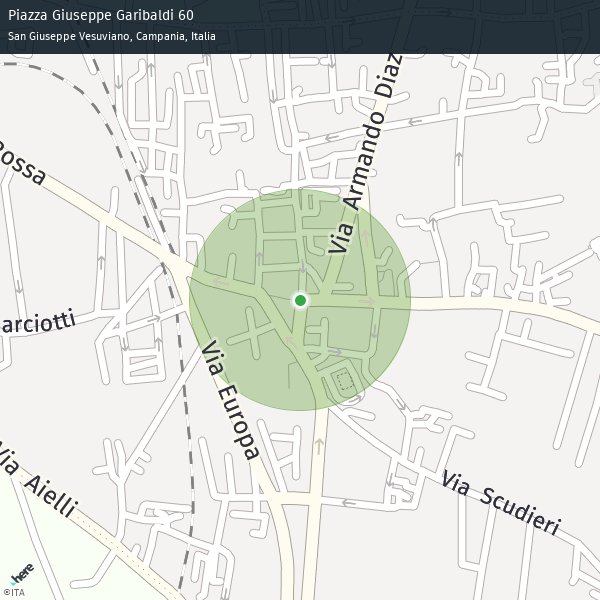 Piazza Giuseppe Garibaldi 60
San Giuseppe Vesuviano, Campania, Italia
Via Armando Diaz
ossa
arciotti
Via Europa
Via Aielli
Via Scudieri
here
©ITA